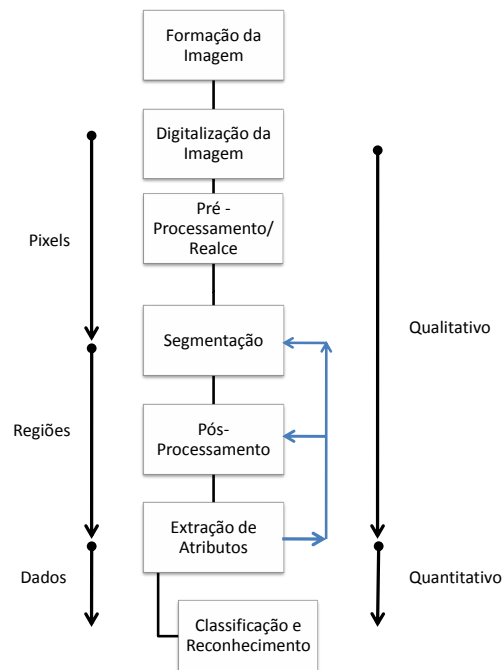 Formação da
Imagem
Digitalização da
Imagem
Pré -
Processamento/
Realce
Pixels
Segmentação
Qualitativo
Regiões
Pós-
Processamento
Extração de
Atributos
Dados
Quantitativo
Classificação e
Reconhecimento